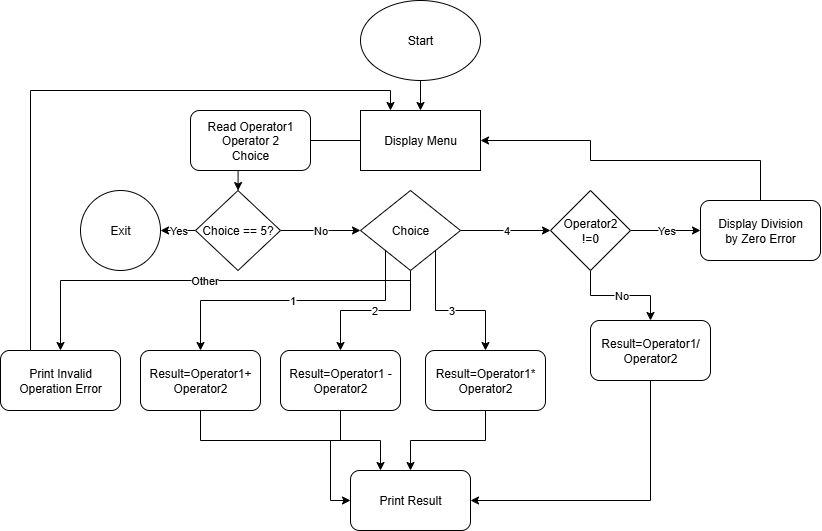 Start
Read Operator1
Operator 2
Choice
Display Menu
Exit
Yes
Choice == 5?
No
Choice
4
Operator2
!=0
Yes
Display Division
by Zero Error
Other
1
2
3
No
Print Invalid
Operation Error
Result=Operator1+
Operator2
Result=Operator1 -
Operator2
Result=Operator1*
Operator2
Result=Operator1/
Operator2
Print Result